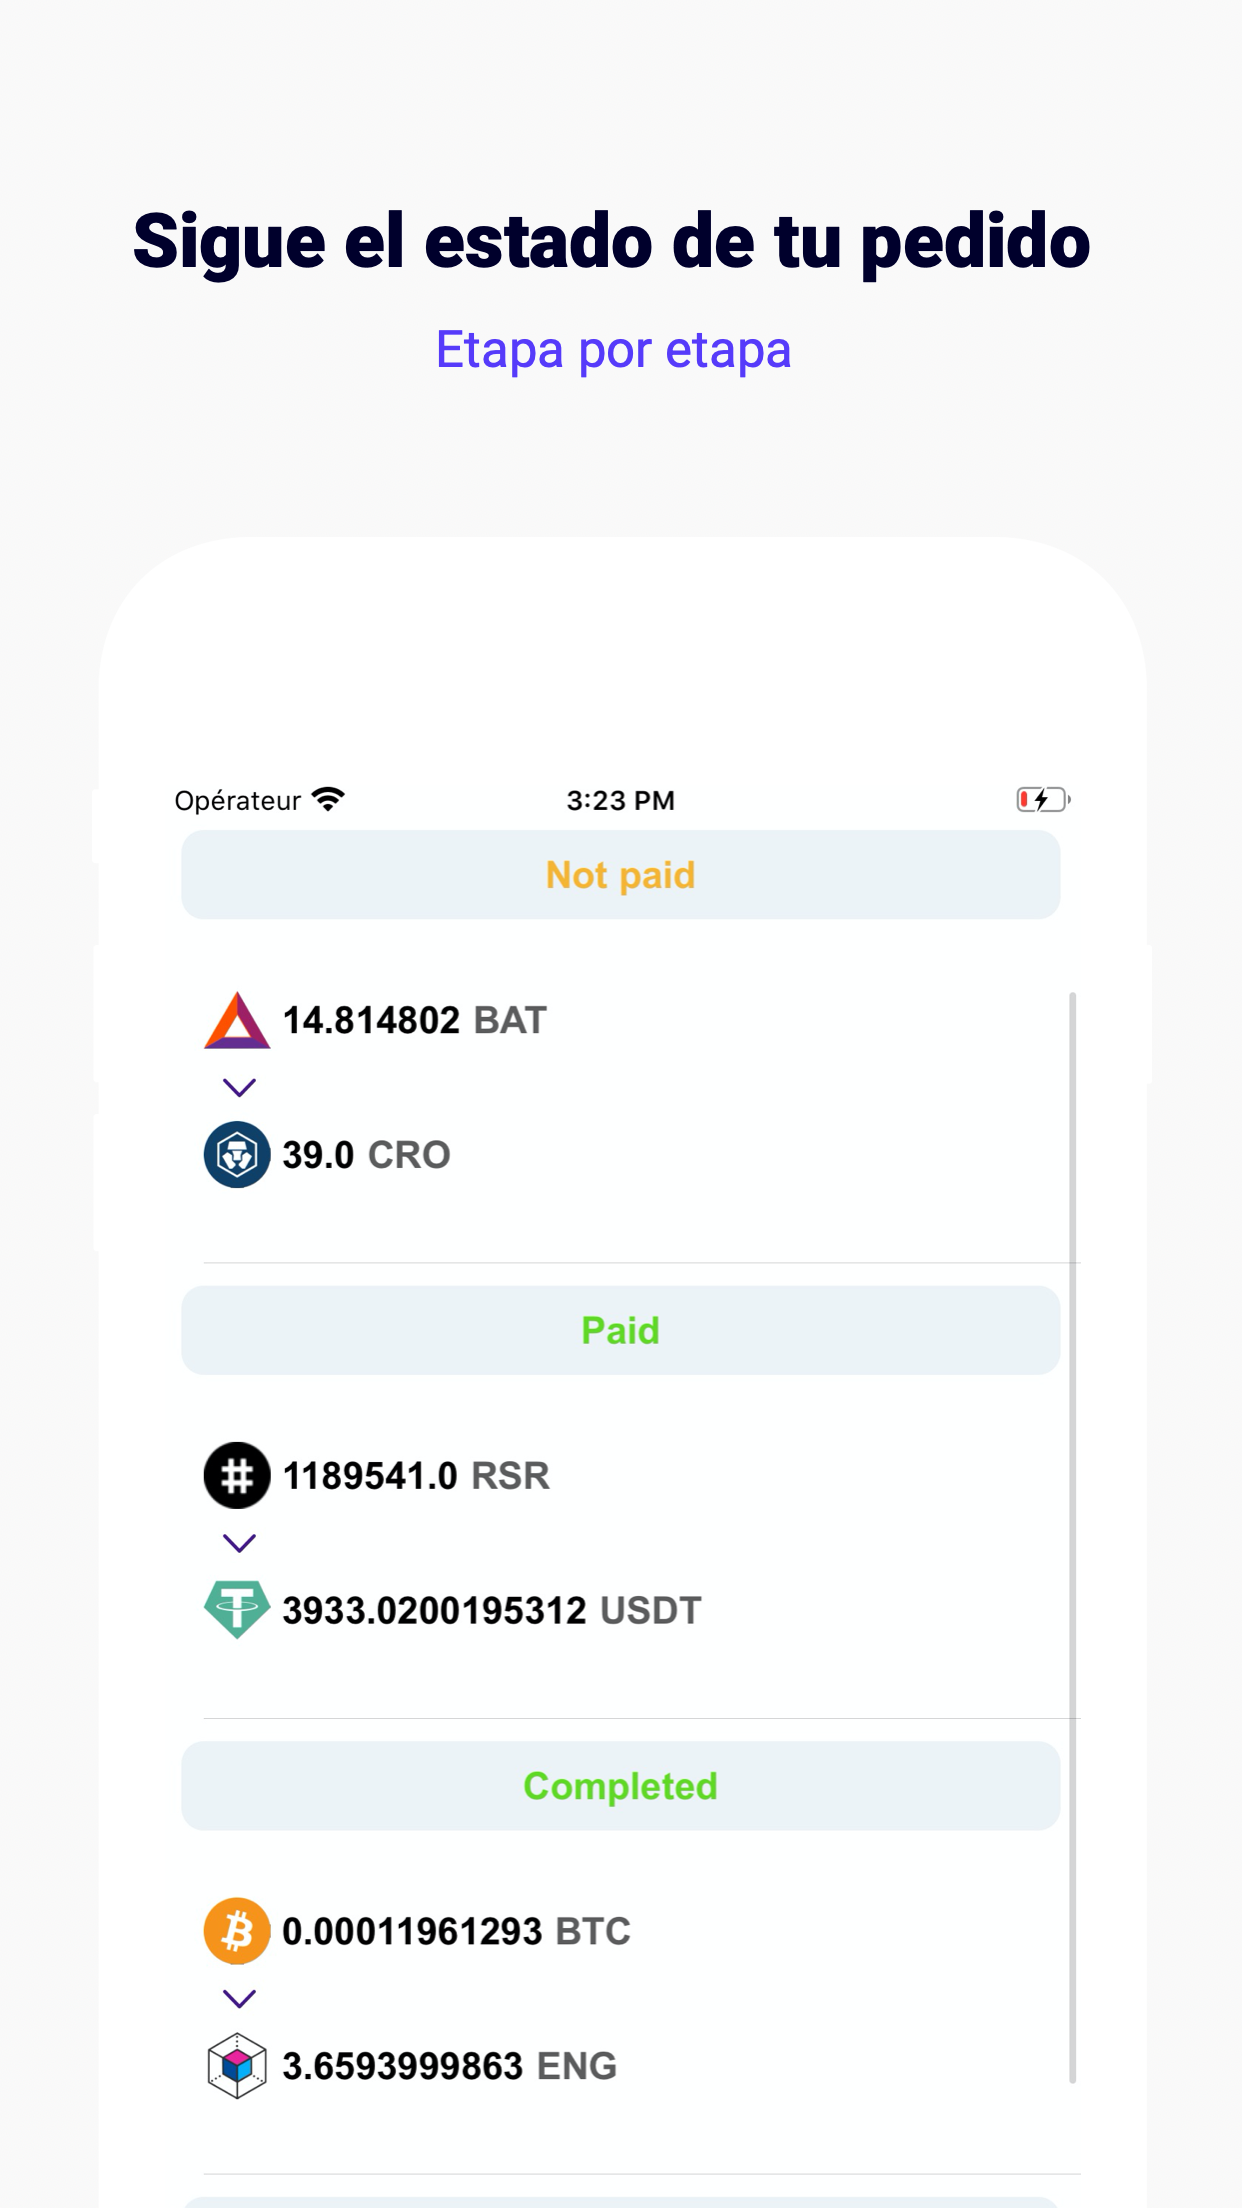 Sigue el estado de tu pedido
Etapa por etapa
Opérateur 3:23 PM
Not paid
14.814802 BAT
39.0 CRO
Paid
1189541.0 RSR
3933.0200195312 USDT
Completed
0.00011961293 BTC
3.6593999863 ENG